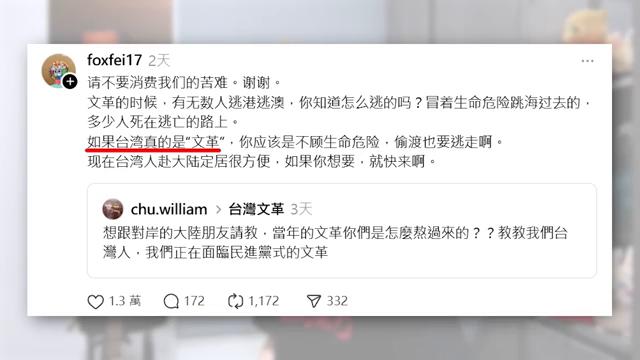 foxfei17 2天
请不要消费我们的苦难。谢谢。
文革的时候，有无数人逃港逃澳，你知道怎么逃的吗？冒着生命危险跳海过去的，
多少人死在逃亡的路上。
如果台湾真的是“文革”，你应该是不顾生命危险，偷渡也要逃走啊。
现在台湾人赴大陆定居很方便，如果你想要，就快来啊。
chu.william > 台灣文革 3天
想跟對岸的大陸朋友請教，當年的文革你們是怎麼熬過來的？？教教我們台
灣人，我們正在面臨民進黨式的文革
1.3 萬 172 1,172 332